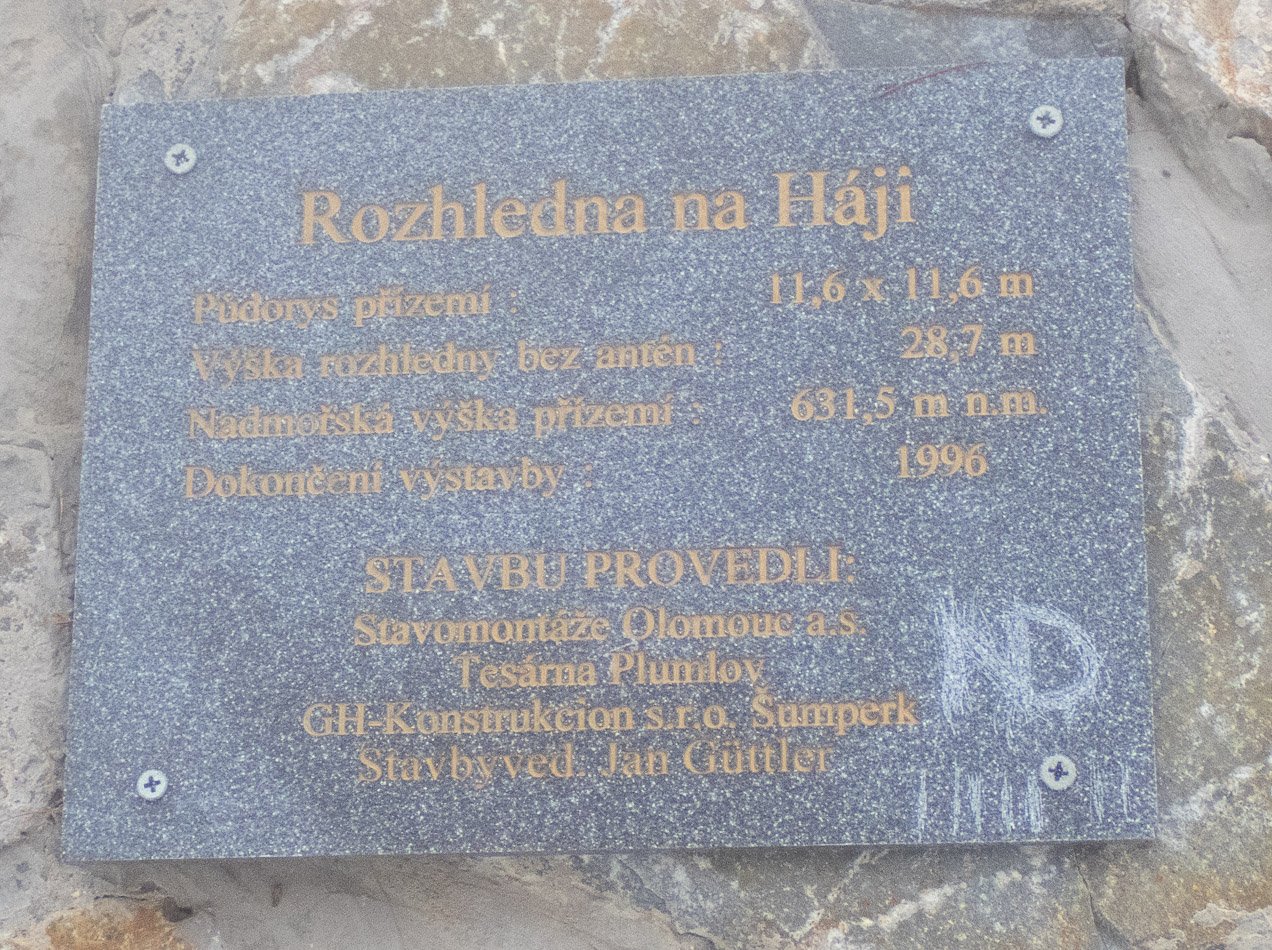 Rozhledna na Háji
Půdorys přízemí : 11,6 x 11,6 m
Výška rozhledny bez antén : 28,7 m
Nadmořská výška přízemí : 631,5 m n.m.
Dokončení výstavby : 1996
STAVBU PROVEDLI:
Stavomontáže Olomouc a.s.
Tesárna Plumlov
GH-Konstrukcion s.r.o. Šumperk
Stavbyved. Jan Güttler
ND